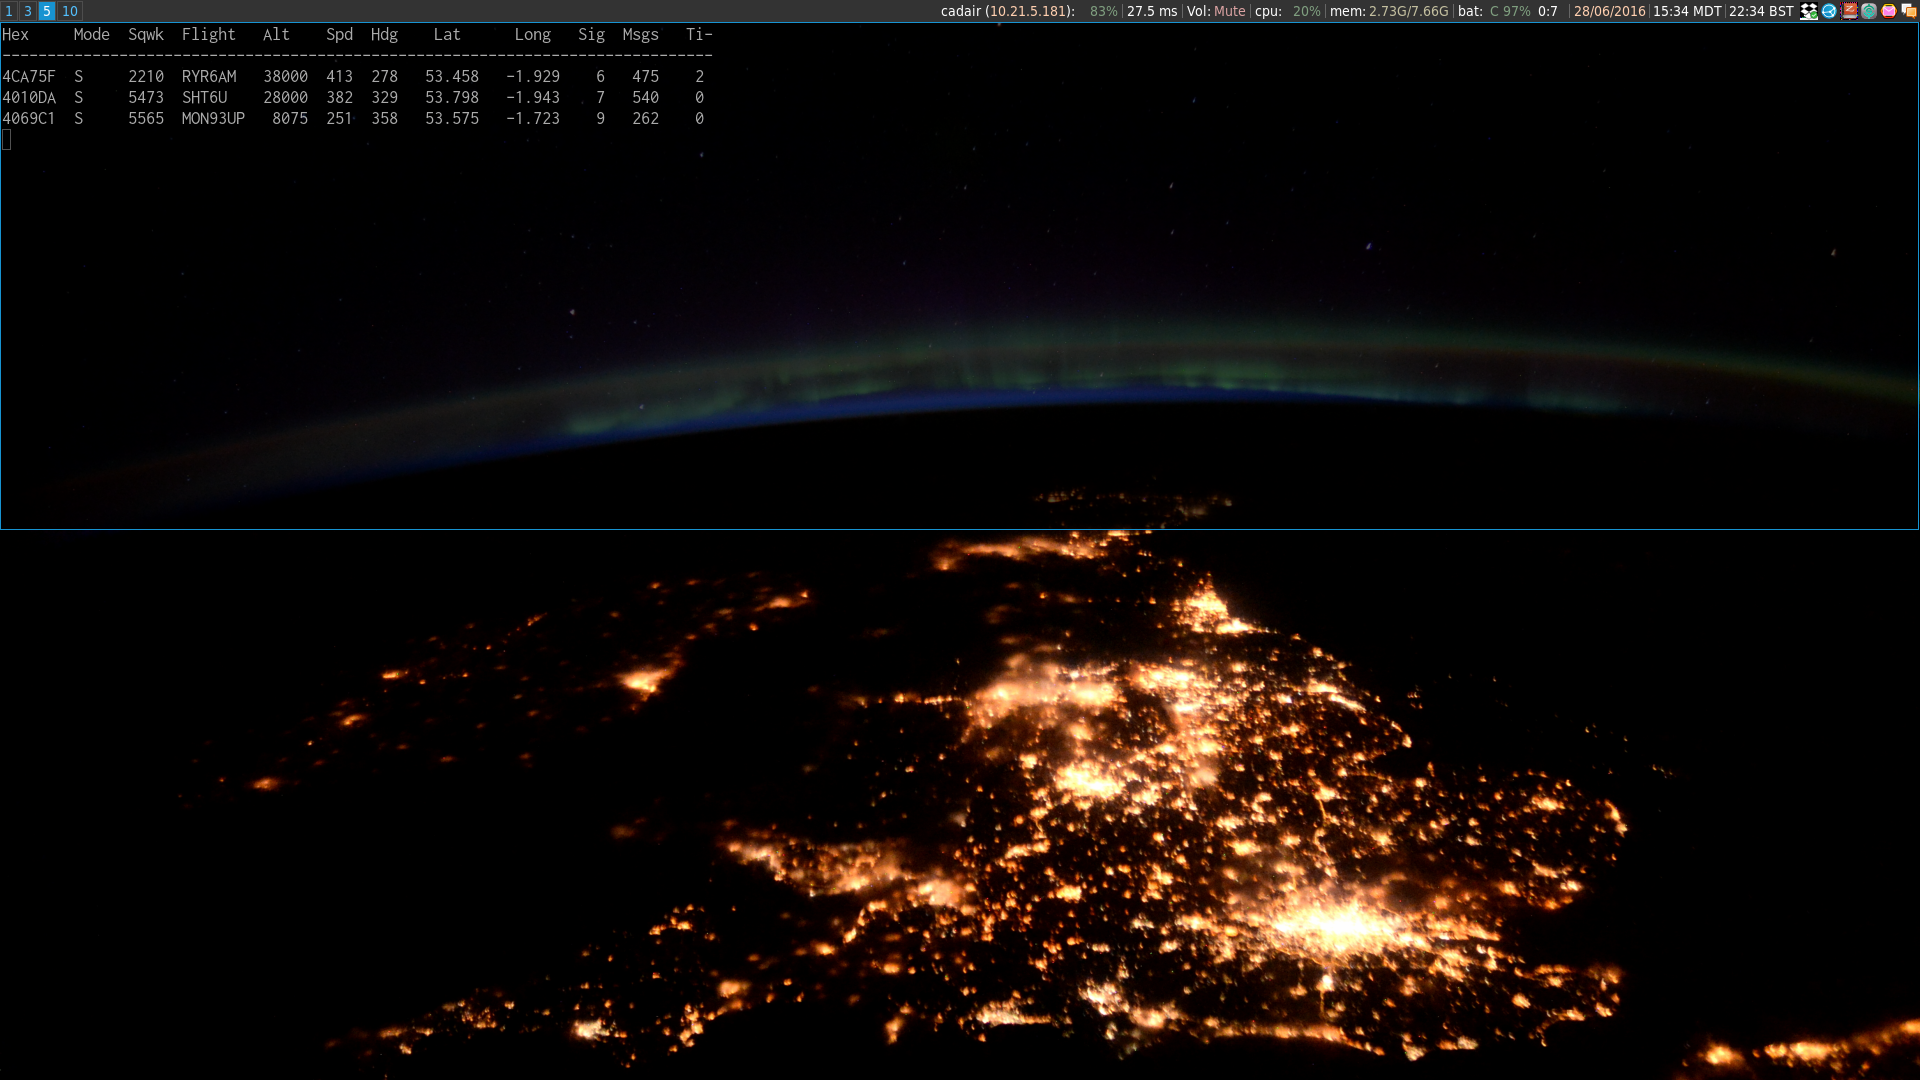 1 3 5 10 cadair (10.21.5.181): 83% 27.5 ms Vol: Mute cpu: 20% mem: 2.73G/7.66G bat: C 97% 0:7 28/06/2016 15:34 MDT 22:34 BST
Hex Mode Sqwk Flight Alt Spd Hdg Lat Long Sig Msgs Ti-
--------------------------------------------------------------------------------
4CA75F S 2210 RYR6AM 38000 413 278 53.458 -1.929 6 475 2
4010DA S 5473 SHT6U 28000 382 329 53.798 -1.943 7 540 0
4069C1 S 5565 MON93UP 8075 251 358 53.575 -1.723 9 262 0